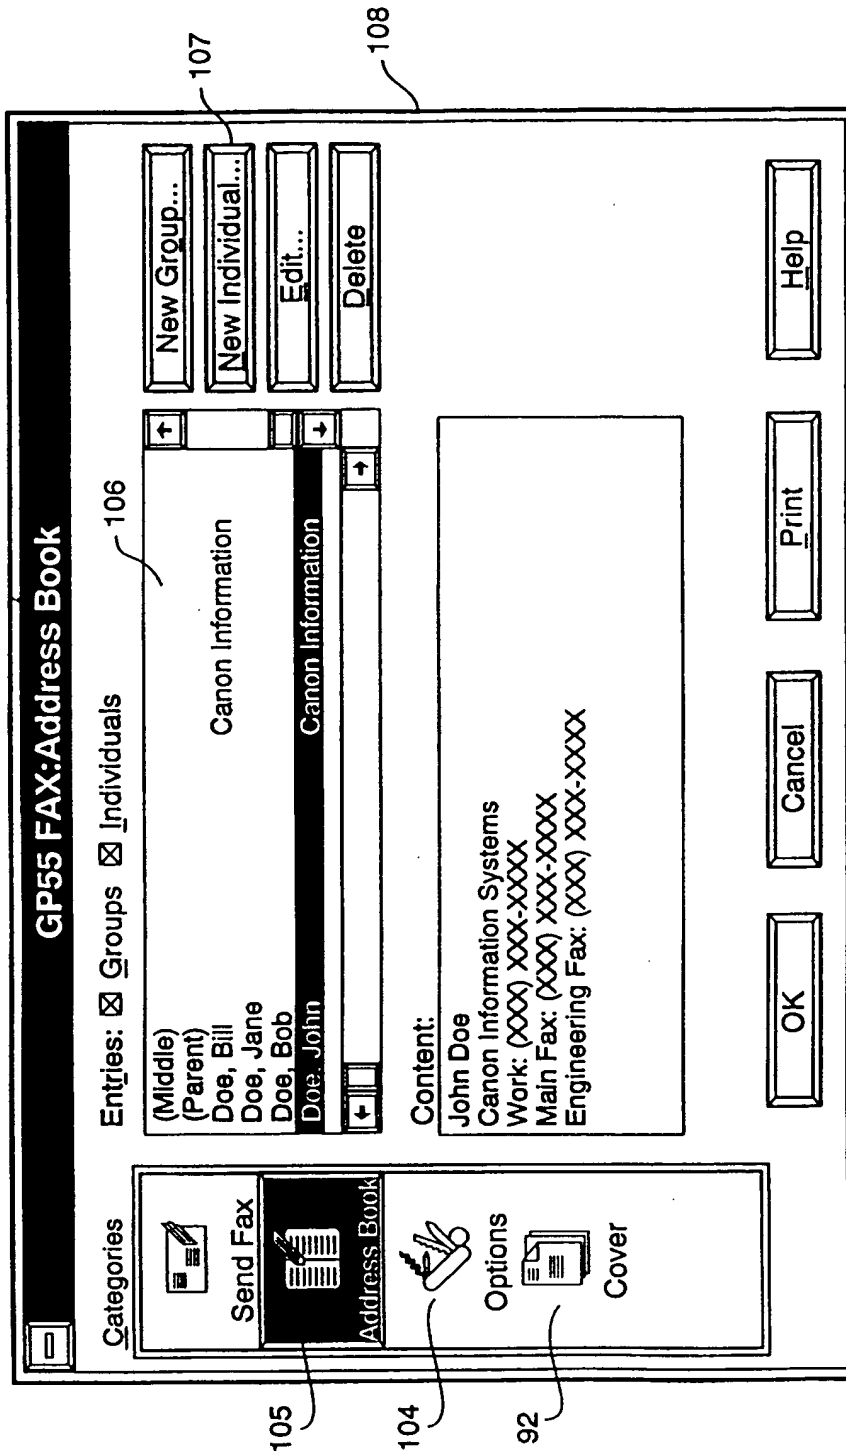 GP55 FAX:Address Book
Categories
Send Fax
Address Book
Options
Cover
Entries: ☒ Groups ☒ Individuals
(Middle)
(Parent)
Doe, Bill
Doe, Jane Canon Information
Doe, Bob
Doe, John Canon Information
New Group...
New Individual...
Edit...
Delete
Content:
John Doe
Canon Information Systems
Work: (XXX) XXX-XXXX
Main Fax: (XXX) XXX-XXXX
Engineering Fax: (XXX) XXX-XXXX
OK
Cancel
Print
Help
105
104
92
106
107
108